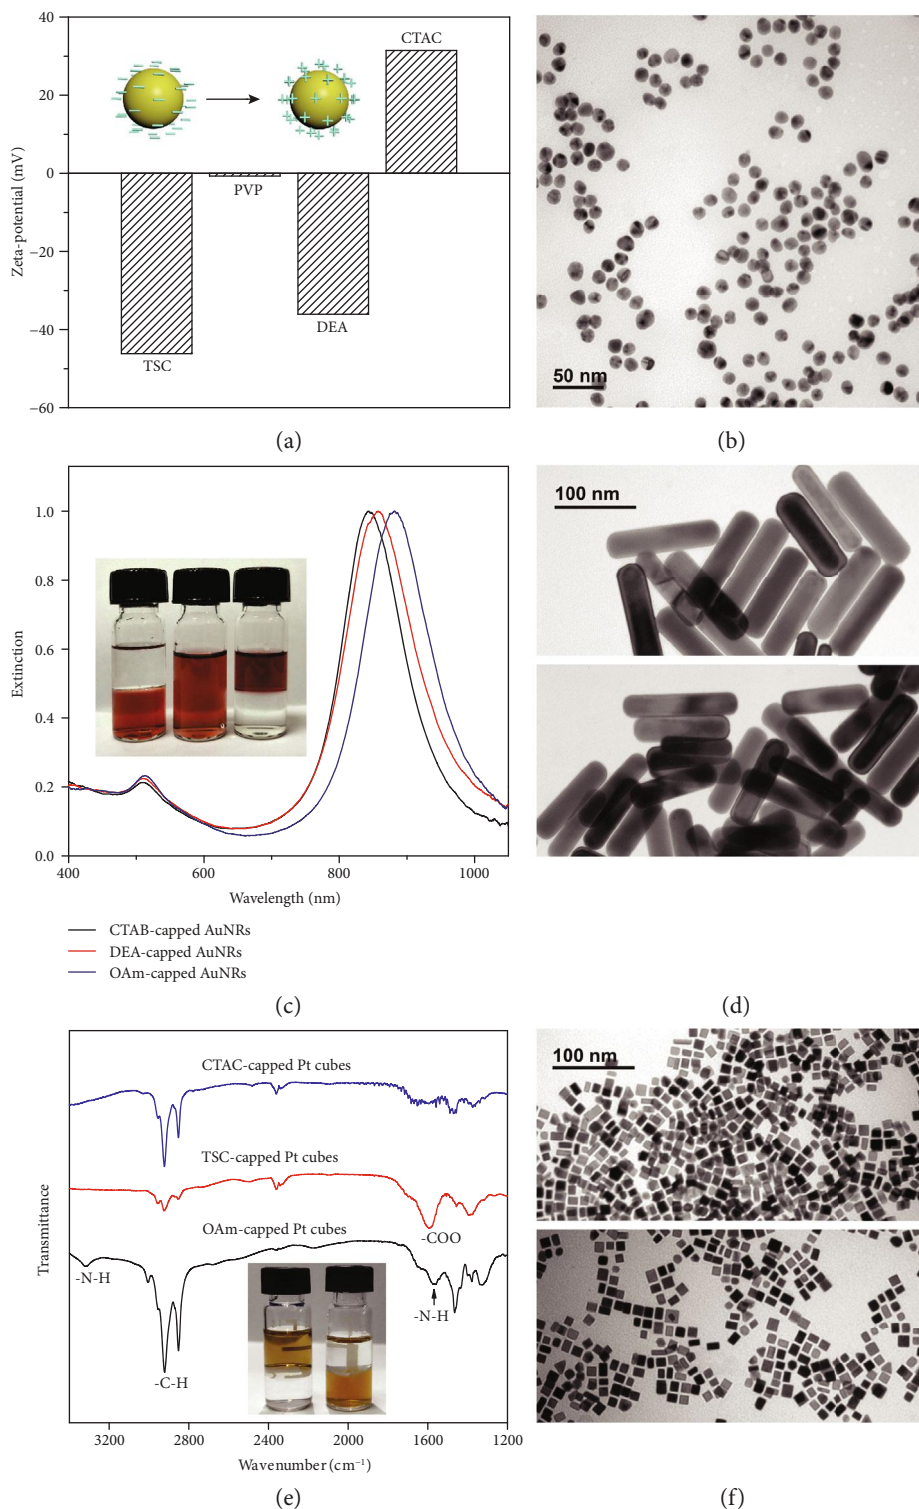 40
20
0
−20
−40
−60
Zeta-potential (mV)
TSC
PVP
DEA
CTAC
(a)
50 nm
(b)
1.0
0.8
0.6
0.4
0.2
0.0
Extinction
400
600
800
1000
Wavelength (nm)
CTAB-capped AuNRs
DEA-capped AuNRs
OAm-capped AuNRs
(c)
100 nm
(d)
CTAC-capped Pt cubes
TSC-capped Pt cubes
-COO
OAm-capped Pt cubes
-N-H
-C-H
-N-H
Transmittance
3200
2800
2400
2000
1600
1200
Wavenumber (cm⁻¹)
(e)
100 nm
(f)